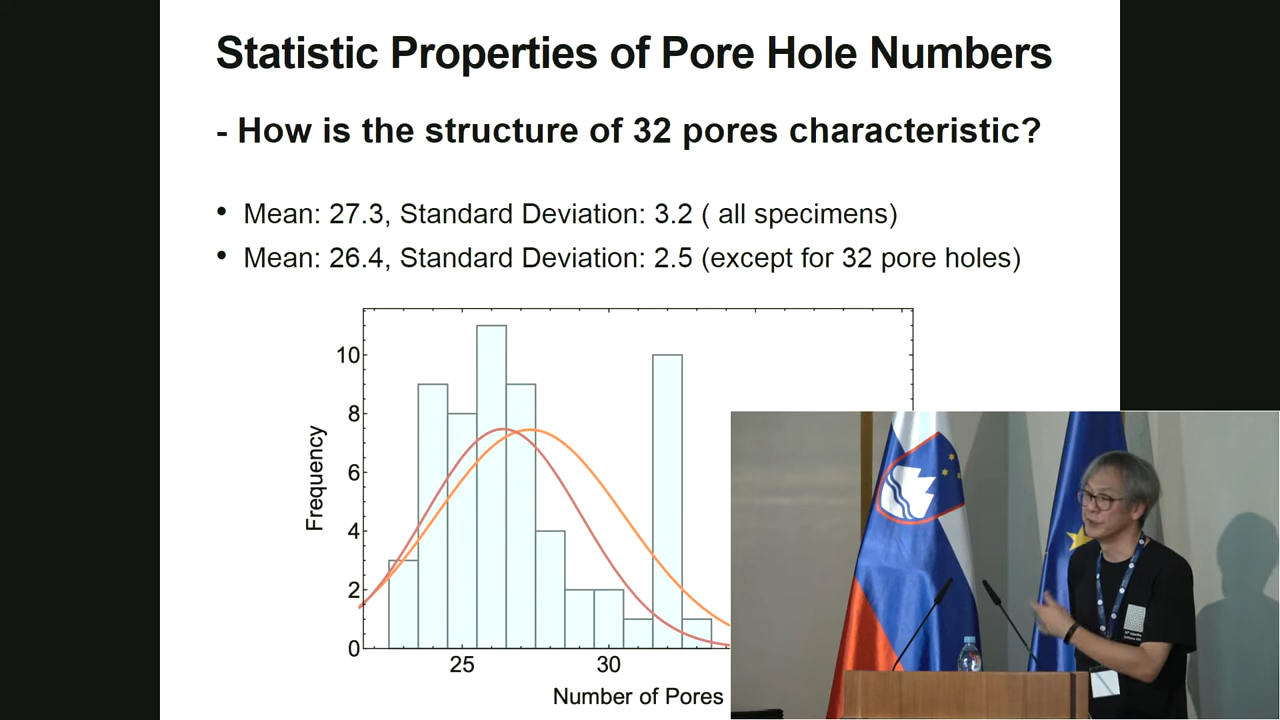 Statistic Properties of Pore Hole Numbers
- How is the structure of 32 pores characteristic?
• Mean: 27.3, Standard Deviation: 3.2 ( all specimens)
• Mean: 26.4, Standard Deviation: 2.5 (except for 32 pore holes)
10
8
6
4
2
0
Frequency
25
30
Number of Pores